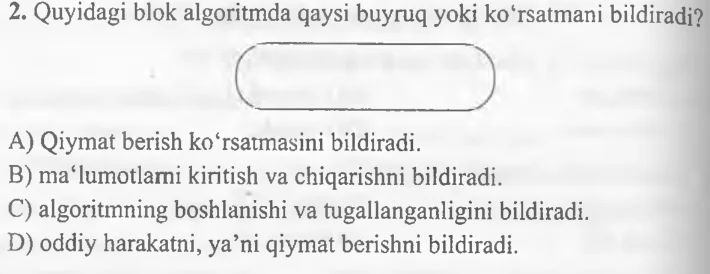 2. Quyidagi blok algoritmda qaysi buyruq yoki ko‘rsatmani bildiradi?
A) Qiymat berish ko‘rsatmasini bildiradi.
B) ma‘lumotlarni kiritish va chiqarishni bildiradi.
C) algoritmning boshlanishi va tugallanganligini bildiradi.
D) oddiy harakatni, ya’ni qiymat berishni bildiradi.